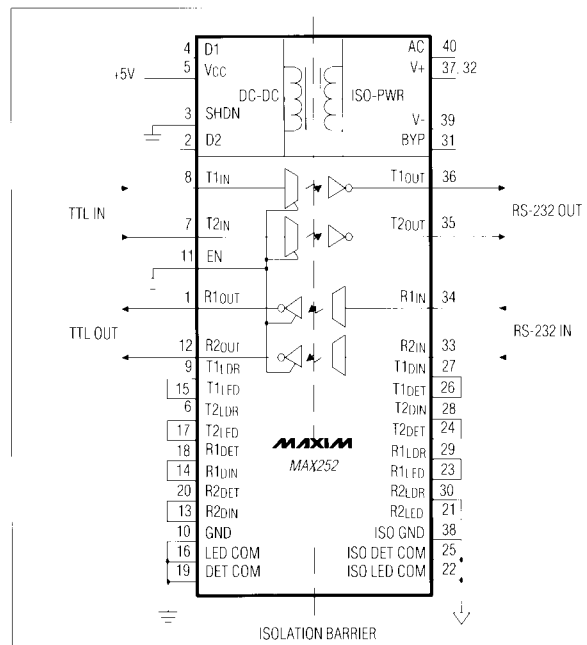 4 D1 AC 40
5 VCC V+ 37, 32
+5V
DC-DC ISO-PWR
3 SHDN V- 39
2 D2 BYP 31
8 T1IN T1OUT 36
TTL IN RS-232 OUT
7 T2IN T2OUT 35
11 EN
1 R1OUT R1IN 34
TTL OUT RS-232 IN
12 R2OUT R2IN 33
9 T1LDR T1DIN 27
15 T1LFD T1DET 26
6 T2LDR T2DIN 28
17 T2LFD T2DET 24
18 R1DET R1LDR 29
14 R1DIN R1LFD 23
20 R2DET R2LDR 30
13 R2DIN R2LED 21
MAXIM
MAX252
10 GND ISO GND 38
16 LED COM ISO DET COM 25
19 DET COM ISO LED COM 22
ISOLATION BARRIER